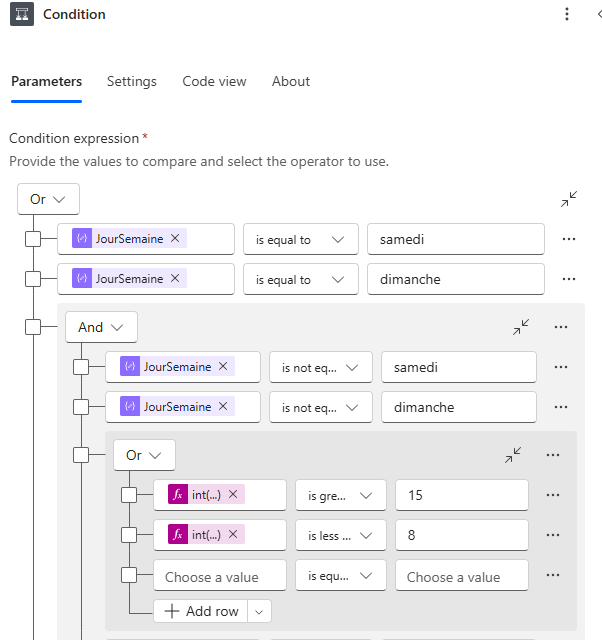 Condition
Parameters Settings Code view About
Condition expression *
Provide the values to compare and select the operator to use.
Or
JourSemaine is equal to samedi
JourSemaine is equal to dimanche
And
JourSemaine is not eq... samedi
JourSemaine is not eq... dimanche
Or
fx int(...) is gre... 15
fx int(...) is less ... 8
Choose a value is equ... Choose a value
Add row